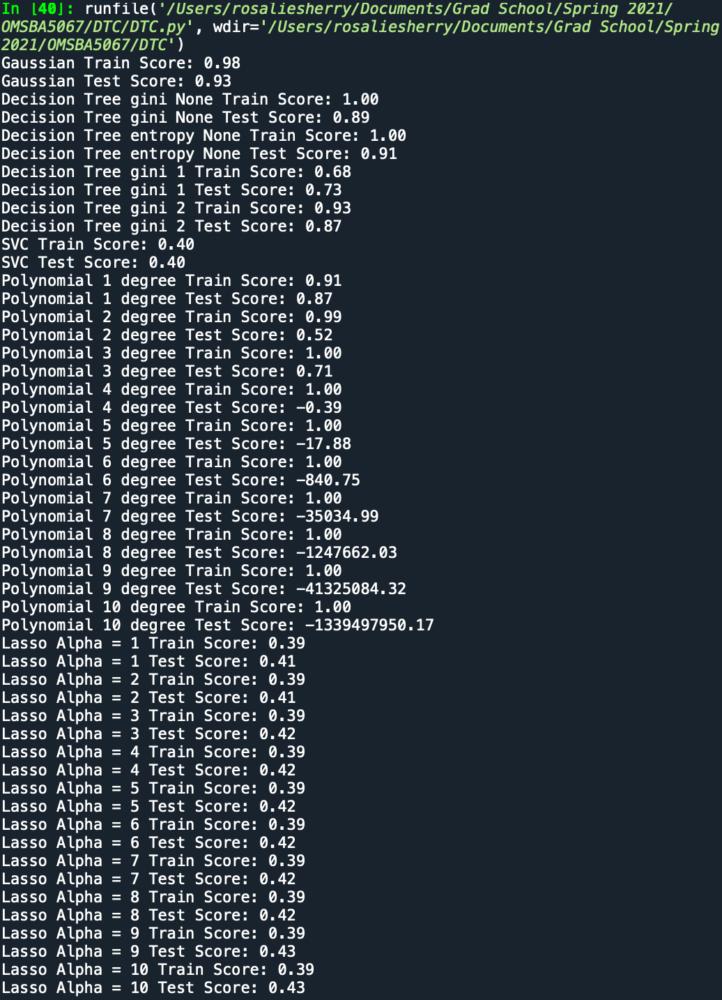 In [40]: runfile('/Users/rosaliesherry/Documents/Grad School/Spring 2021/
OMSBA5067/DTC/DTC.py', wdir='/Users/rosaliesherry/Documents/Grad School/Spring
2021/OMSBA5067/DTC')
Gaussian Train Score: 0.98
Gaussian Test Score: 0.93
Decision Tree gini None Train Score: 1.00
Decision Tree gini None Test Score: 0.89
Decision Tree entropy None Train Score: 1.00
Decision Tree entropy None Test Score: 0.91
Decision Tree gini 1 Train Score: 0.68
Decision Tree gini 1 Test Score: 0.73
Decision Tree gini 2 Train Score: 0.93
Decision Tree gini 2 Test Score: 0.87
SVC Train Score: 0.40
SVC Test Score: 0.40
Polynomial 1 degree Train Score: 0.91
Polynomial 1 degree Test Score: 0.87
Polynomial 2 degree Train Score: 0.99
Polynomial 2 degree Test Score: 0.52
Polynomial 3 degree Train Score: 1.00
Polynomial 3 degree Test Score: 0.71
Polynomial 4 degree Train Score: 1.00
Polynomial 4 degree Test Score: -0.39
Polynomial 5 degree Train Score: 1.00
Polynomial 5 degree Test Score: -17.88
Polynomial 6 degree Train Score: 1.00
Polynomial 6 degree Test Score: -840.75
Polynomial 7 degree Train Score: 1.00
Polynomial 7 degree Test Score: -35034.99
Polynomial 8 degree Train Score: 1.00
Polynomial 8 degree Test Score: -1247662.03
Polynomial 9 degree Train Score: 1.00
Polynomial 9 degree Test Score: -41325084.32
Polynomial 10 degree Train Score: 1.00
Polynomial 10 degree Test Score: -1339497950.17
Lasso Alpha = 1 Train Score: 0.39
Lasso Alpha = 1 Test Score: 0.41
Lasso Alpha = 2 Train Score: 0.39
Lasso Alpha = 2 Test Score: 0.41
Lasso Alpha = 3 Train Score: 0.39
Lasso Alpha = 3 Test Score: 0.42
Lasso Alpha = 4 Train Score: 0.39
Lasso Alpha = 4 Test Score: 0.42
Lasso Alpha = 5 Train Score: 0.39
Lasso Alpha = 5 Test Score: 0.42
Lasso Alpha = 6 Train Score: 0.39
Lasso Alpha = 6 Test Score: 0.42
Lasso Alpha = 7 Train Score: 0.39
Lasso Alpha = 7 Test Score: 0.42
Lasso Alpha = 8 Train Score: 0.39
Lasso Alpha = 8 Test Score: 0.42
Lasso Alpha = 9 Train Score: 0.39
Lasso Alpha = 9 Test Score: 0.43
Lasso Alpha = 10 Train Score: 0.39
Lasso Alpha = 10 Test Score: 0.43